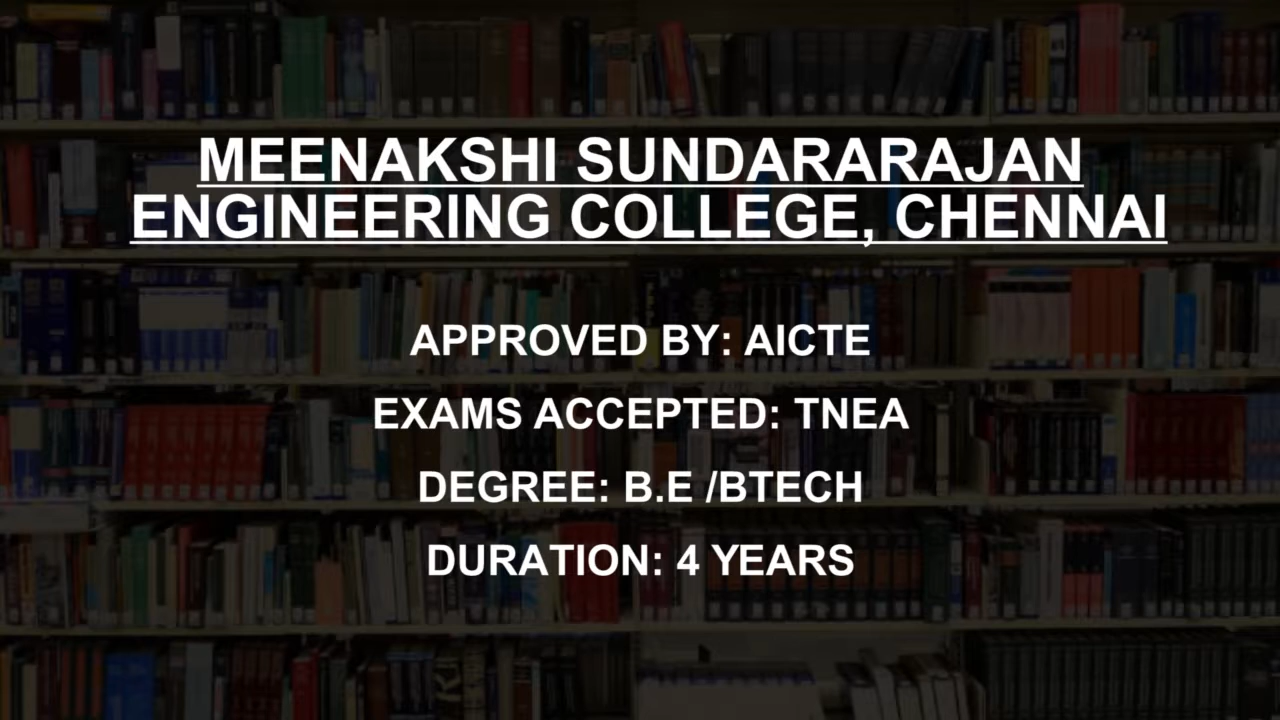 MEENAKSHI SUNDARARAJAN
ENGINEERING COLLEGE, CHENNAI
APPROVED BY: AICTE
EXAMS ACCEPTED: TNEA
DEGREE: B.E /BTECH
DURATION: 4 YEARS